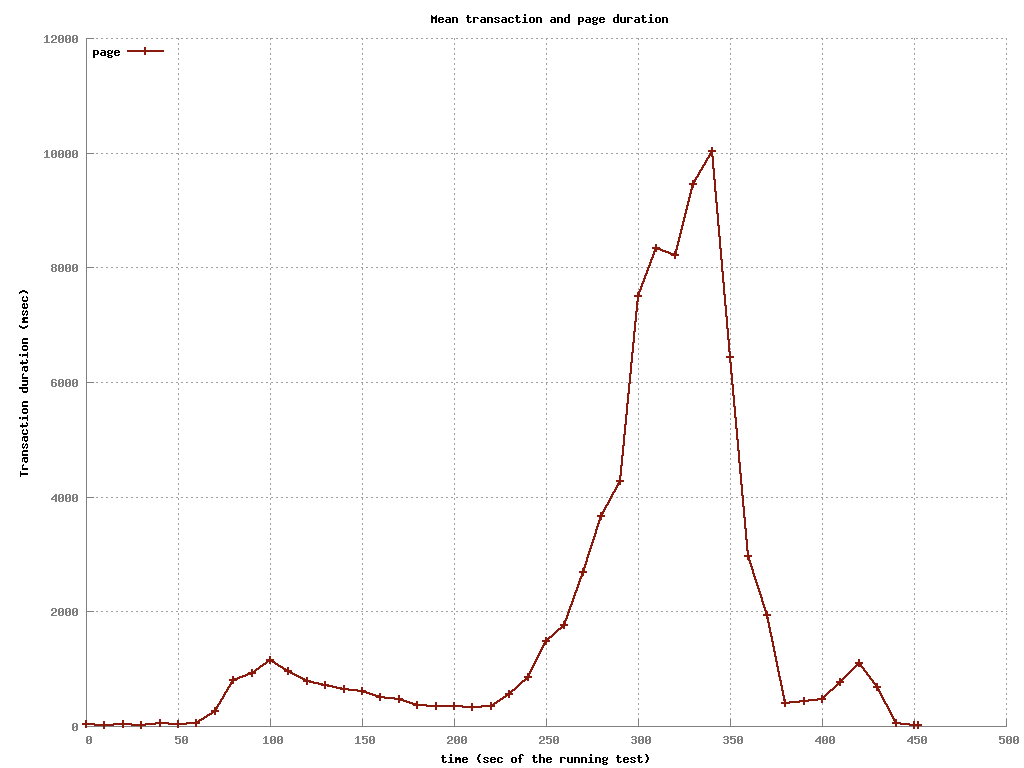 Mean transaction and page duration
12000
page
10000
8000
6000
4000
2000
0
Transaction duration (msec)
0 50 100 150 200 250 300 350 400 450 500
time (sec of the running test)